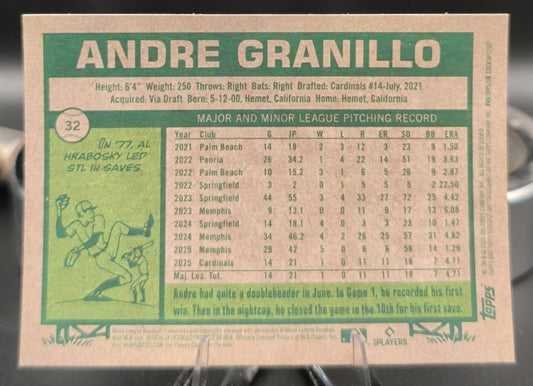 ANDRE GRANILLO
Height: 6'4" Weight: 250 Throws: Right Bats: Right Drafted: Cardinals #14-July, 2021
Acquired: Via Draft Born: 5-12-00, Hemet, California Home: Hemet, California
32
MAJOR AND MINOR LEAGUE PITCHING RECORD
Year Club G IP W L R ER SO BB ERA
2021 Palm Beach 14 18 2 3 12 3 23 9 1.50
2022 Peoria 26 34.2 1 4 22 14 51 19 3.63
2022 Palm Beach 10 15.2 3 1 6 5 26 9 2.87
2022 Springfield 3 2 0 1 5 5 5 2 22.50
2023 Springfield 44 55 3 4 33 27 72 25 4.42
2023 Memphis 9 13.1 0 0 11 9 17 13 6.08
2024 Springfield 14 18.1 4 0 3 3 24 9 1.47
2024 Memphis 34 46.2 4 2 26 25 57 31 4.82
2025 Memphis 29 42 5 0 6 6 58 14 1.29
2025 Cardinals 14 21 1 0 11 11 18 7 4.71
Maj. Lea. Tot. 14 21 1 0 11 11 18 7 4.71
ON '77, AL
HRABOSKY LED
STL IN SAVES.
Andre had quite a doubleheader in June. In Game 1, he recorded his first
win. Then in the nightcap, he closed the game in the 10th for his first save.
Topps
PLAYERS